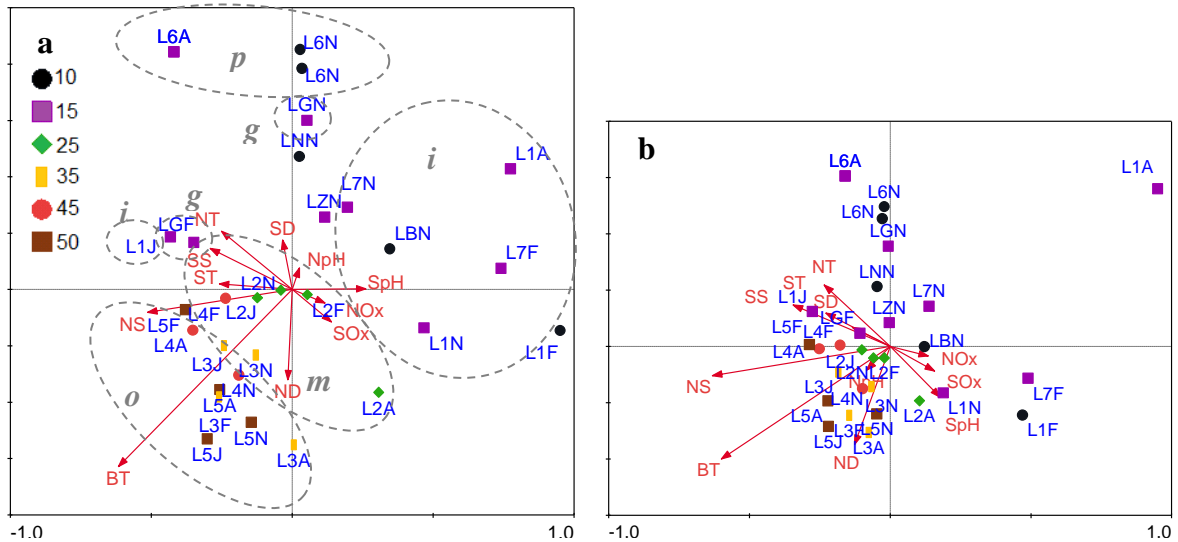 a
10
15
25
35
45
50
L6A
L6N
p
L6N
LGN
g
LNN
i
L1A
L7N
LZN
i
g
LGF
NT
SD
LBN
L1J
SS
NpH
L7F
ST
L2N
SpH
NS
L5F
L4F
L2J
L2F
NOx
SOx
L4A
L1N
L1F
L3J
L3N
o
L4N
ND
m
L5A
L2A
L3F
L5N
L5J
L3A
BT
-1.0
1.0
b
L6A
L1A
L6N
L6N
LGN
LNN
NT
ST
SS
L1J
SD
L7N
LZN
LGF
L5F
L4F
LBN
L4A
L2J
NOx
L2N
L2F
SOx
NS
L3J
L7F
L4N
L3N
L1N
L5A
L2A
SpH
L1F
L5J
L3F
L5N
L3A
ND
BT
-1.0
1.0